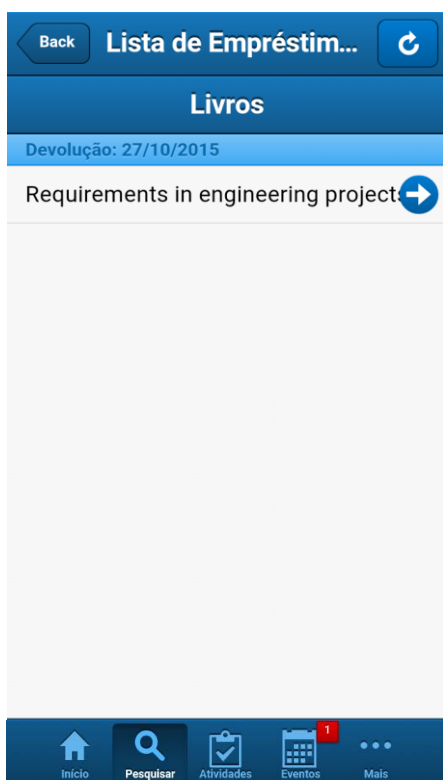 Back
Lista de Empréstim...
Livros
Devolução: 27/10/2015
Requirements in engineering projects
1
Início
Pesquisar
Atividades
Eventos
Mais